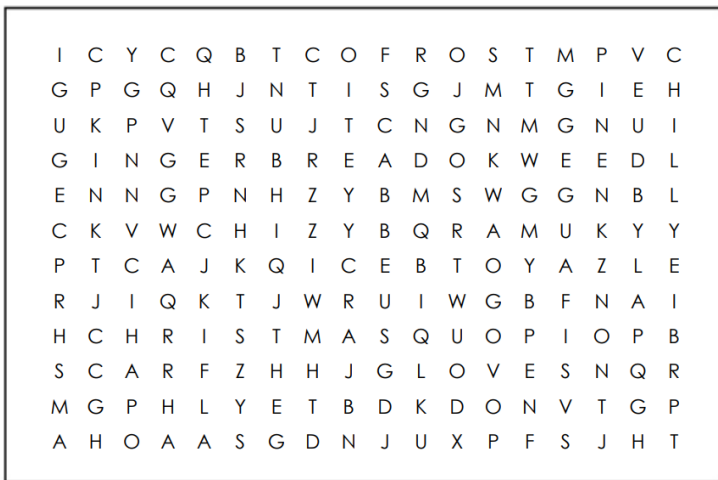 I C Y C Q B T C O F R O S T M P V C
G P G Q H J N T I S G J M T G I E H
U K P V T S U J T C N G N M G N U I
G I N G E R B R E A D O K W E E D L
E N N G P N H Z Y B M S W G G N B L
C K V W C H I Z Y B Q R A M U K Y Y
P T C A J K Q I C E B T O Y A Z L E
R J I Q K T J W R U I W G B F N A I
H C H R I S T M A S Q U O P I O P B
S C A R F Z H H J G L O V E S N Q R
M G P H L Y E T B D K D O N V T G P
A H O A A S G D N J U X P F S J H T